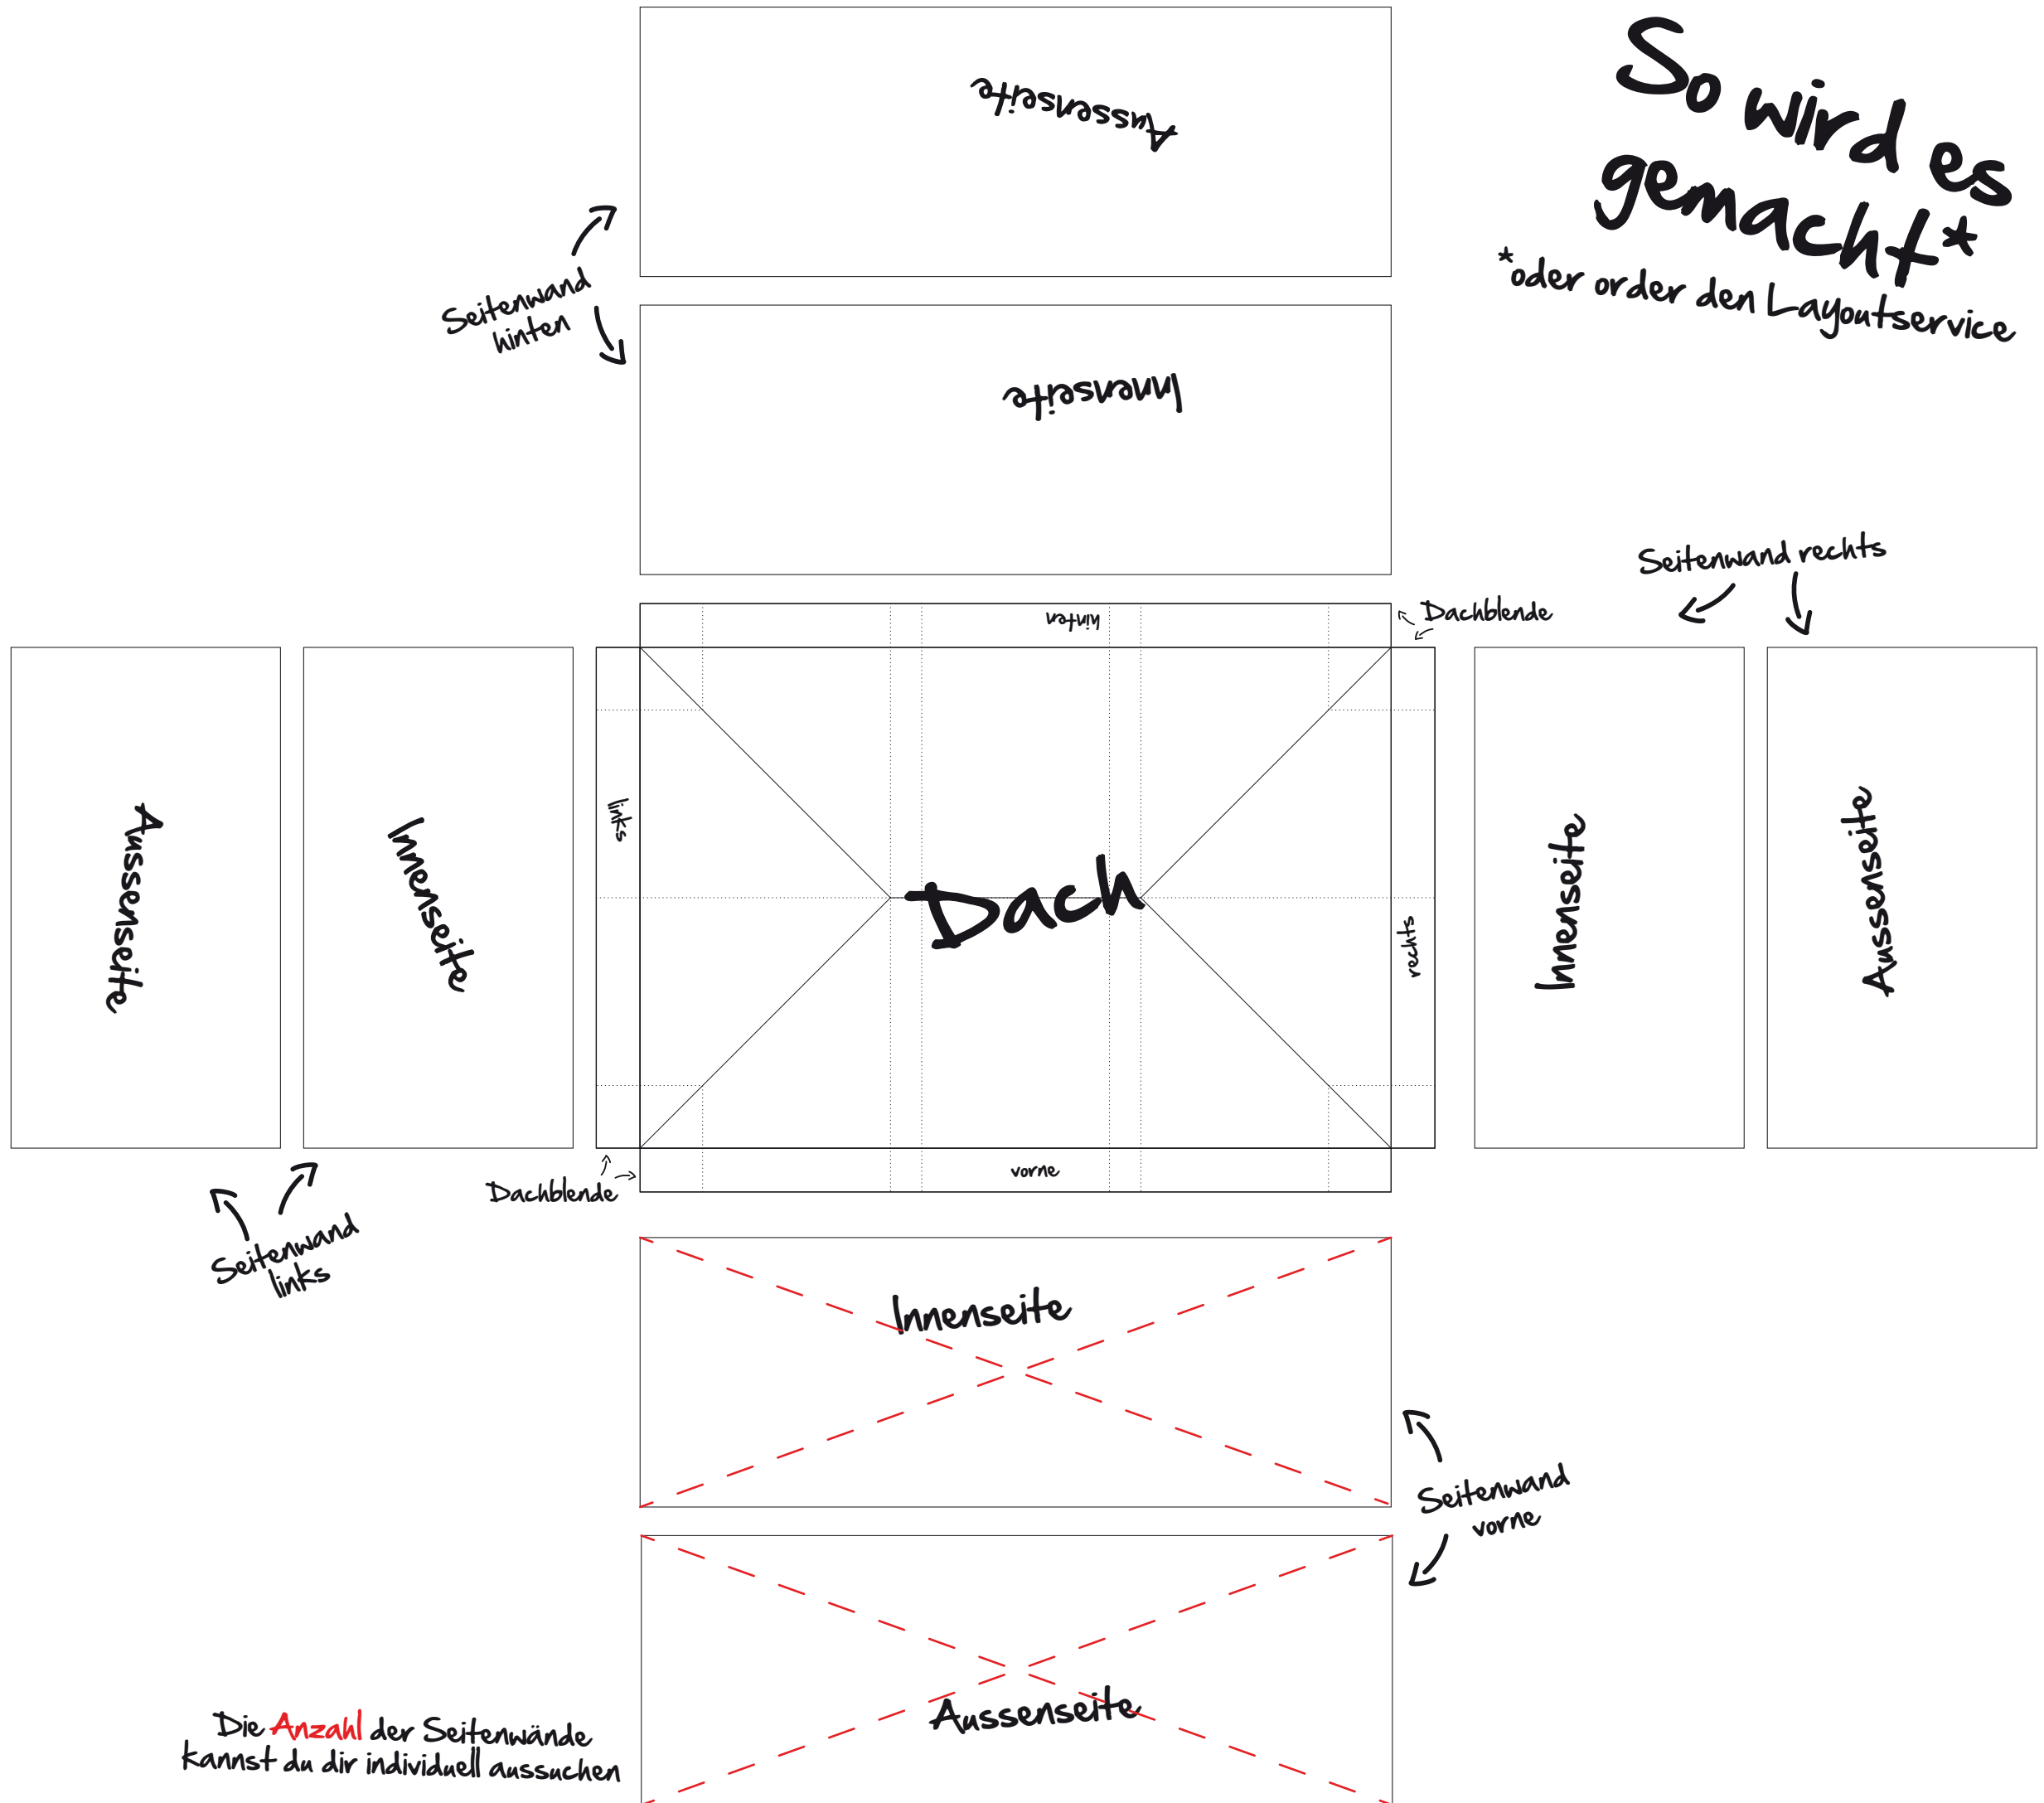 So wird es
gemacht*
*oder order den Layoutservice
Aussenseite
Seitenwand
hinten
Innenseite
Seitenwand rechts
hinten
Dachblende
Aussenseite
Innenseite
links
Dach
rechts
Innenseite
Aussenseite
vorne
Dachblende
Seitenwand
links
Innenseite
Seitenwand
vorne
Aussenseite
Die Anzahl der Seitenwände
kannst du dir individuell aussuchen